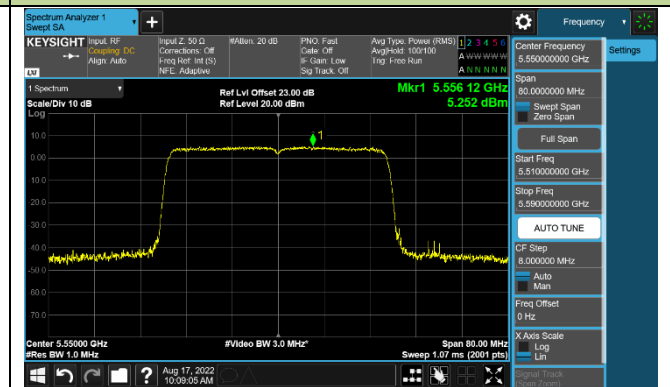 Spectrum Analyzer 1
Swept SA
+
Frequency
KEYSIGHT
Input: RF
Coupling: DC
Align: Auto
Input Z: 50 Ω
Corrections: Off
Freq Ref: Int (S)
NFE: Adaptive
#Atten: 20 dB
PNO: Fast
Gate: Off
IF Gain: Low
Sig Track: Off
Avg Type: Power (RMS)
Avg|Hold: 100/100
Trig: Free Run
1 2 3 4 5 6
A W W W W W
A N N N N N
LXI
1 Spectrum
Scale/Div 10 dB
Log
Ref Lvl Offset 23.00 dB
Ref Level 20.00 dBm
Mkr1 5.556 12 GHz
5.252 dBm
1
10.0
0.00
10.0
20.0
30.0
40.0
-50.0
60.0
70.0
Center 5.55000 GHz
#Res BW 1.0 MHz
#Video BW 3.0 MHz*
Span 80.00 MHz
Sweep 1.07 ms (2001 pts)
Center Frequency
5.550000000 GHz
Settings
Span
80.0000000 MHz
Swept Span
Zero Span
Full Span
Start Freq
5.510000000 GHz
Stop Freq
5.590000000 GHz
AUTO TUNE
CF Step
8.000000 MHz
Auto
Man
Freq Offset
0 Hz
X Axis Scale
Log
Lin
Signal Track
(Span Zoom)
?
Aug 17, 2022
10:09:05 AM